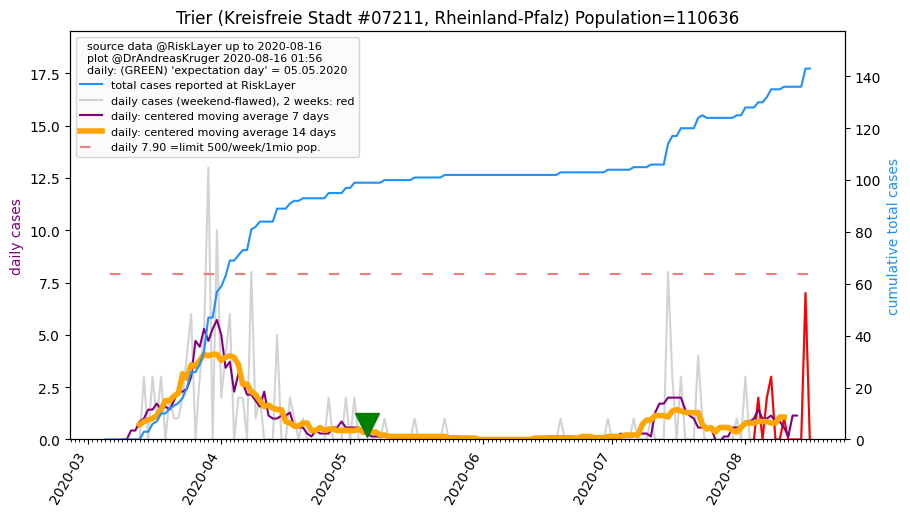 Trier (Kreisfreie Stadt #07211, Rheinland-Pfalz) Population=110636
source data @RiskLayer up to 2020-08-16
plot @DrAndreasKruger 2020-08-16 01:56
daily: (GREEN) 'expectation day' = 05.05.2020
total cases reported at RiskLayer
daily cases (weekend-flawed), 2 weeks: red
daily: centered moving average 7 days
daily: centered moving average 14 days
daily 7.90 =limit 500/week/1mio pop.
daily cases
17.5
15.0
12.5
10.0
7.5
5.0
2.5
0.0
140
120
100
80
60
40
20
0
cumulative total cases
2020-03
2020-04
2020-05
2020-06
2020-07
2020-08